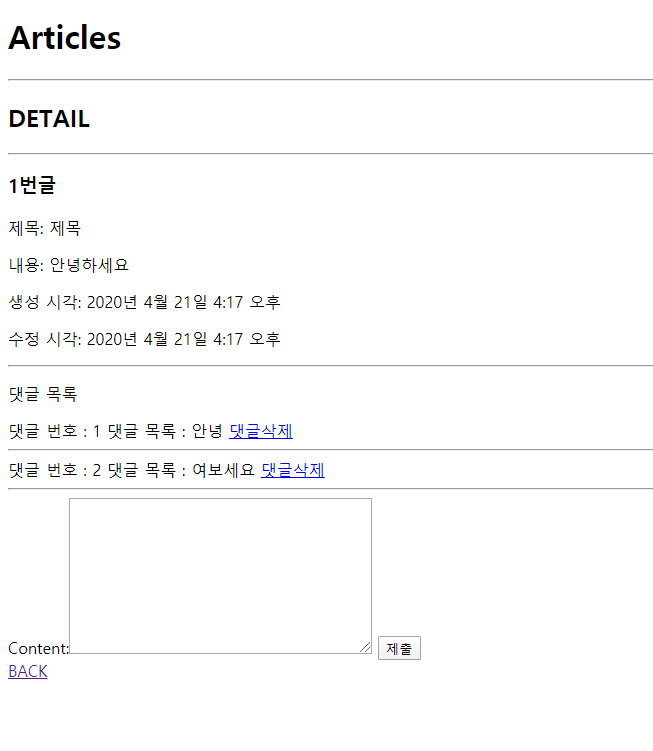 Articles
DETAIL
1번글
제목: 제목
내용: 안녕하세요
생성 시각: 2020년 4월 21일 4:17 오후
수정 시각: 2020년 4월 21일 4:17 오후
댓글 목록
댓글 번호 : 1 댓글 목록 : 안녕 댓글삭제
댓글 번호 : 2 댓글 목록 : 여보세요 댓글삭제
Content: 제출
BACK